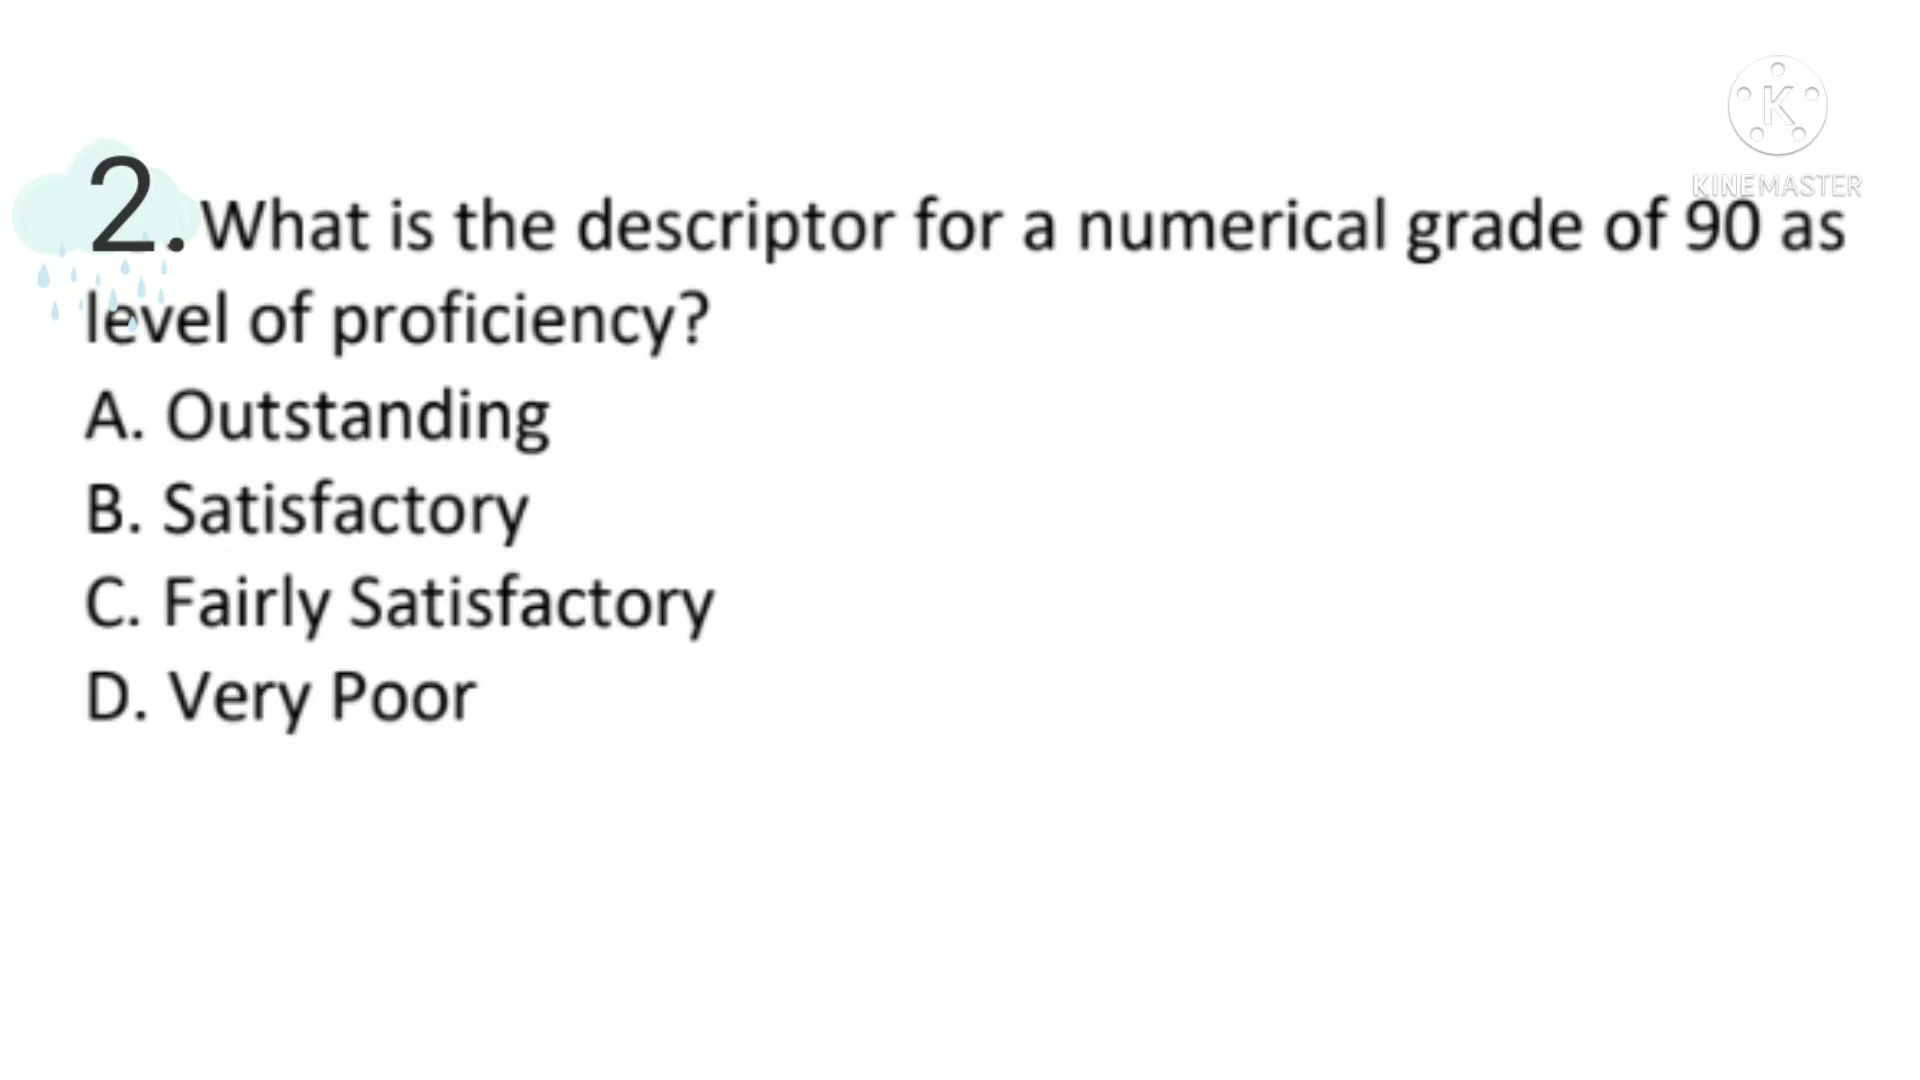 K
KINEMASTER
2. What is the descriptor for a numerical grade of 90 as
level of proficiency?
A. Outstanding
B. Satisfactory
C. Fairly Satisfactory
D. Very Poor